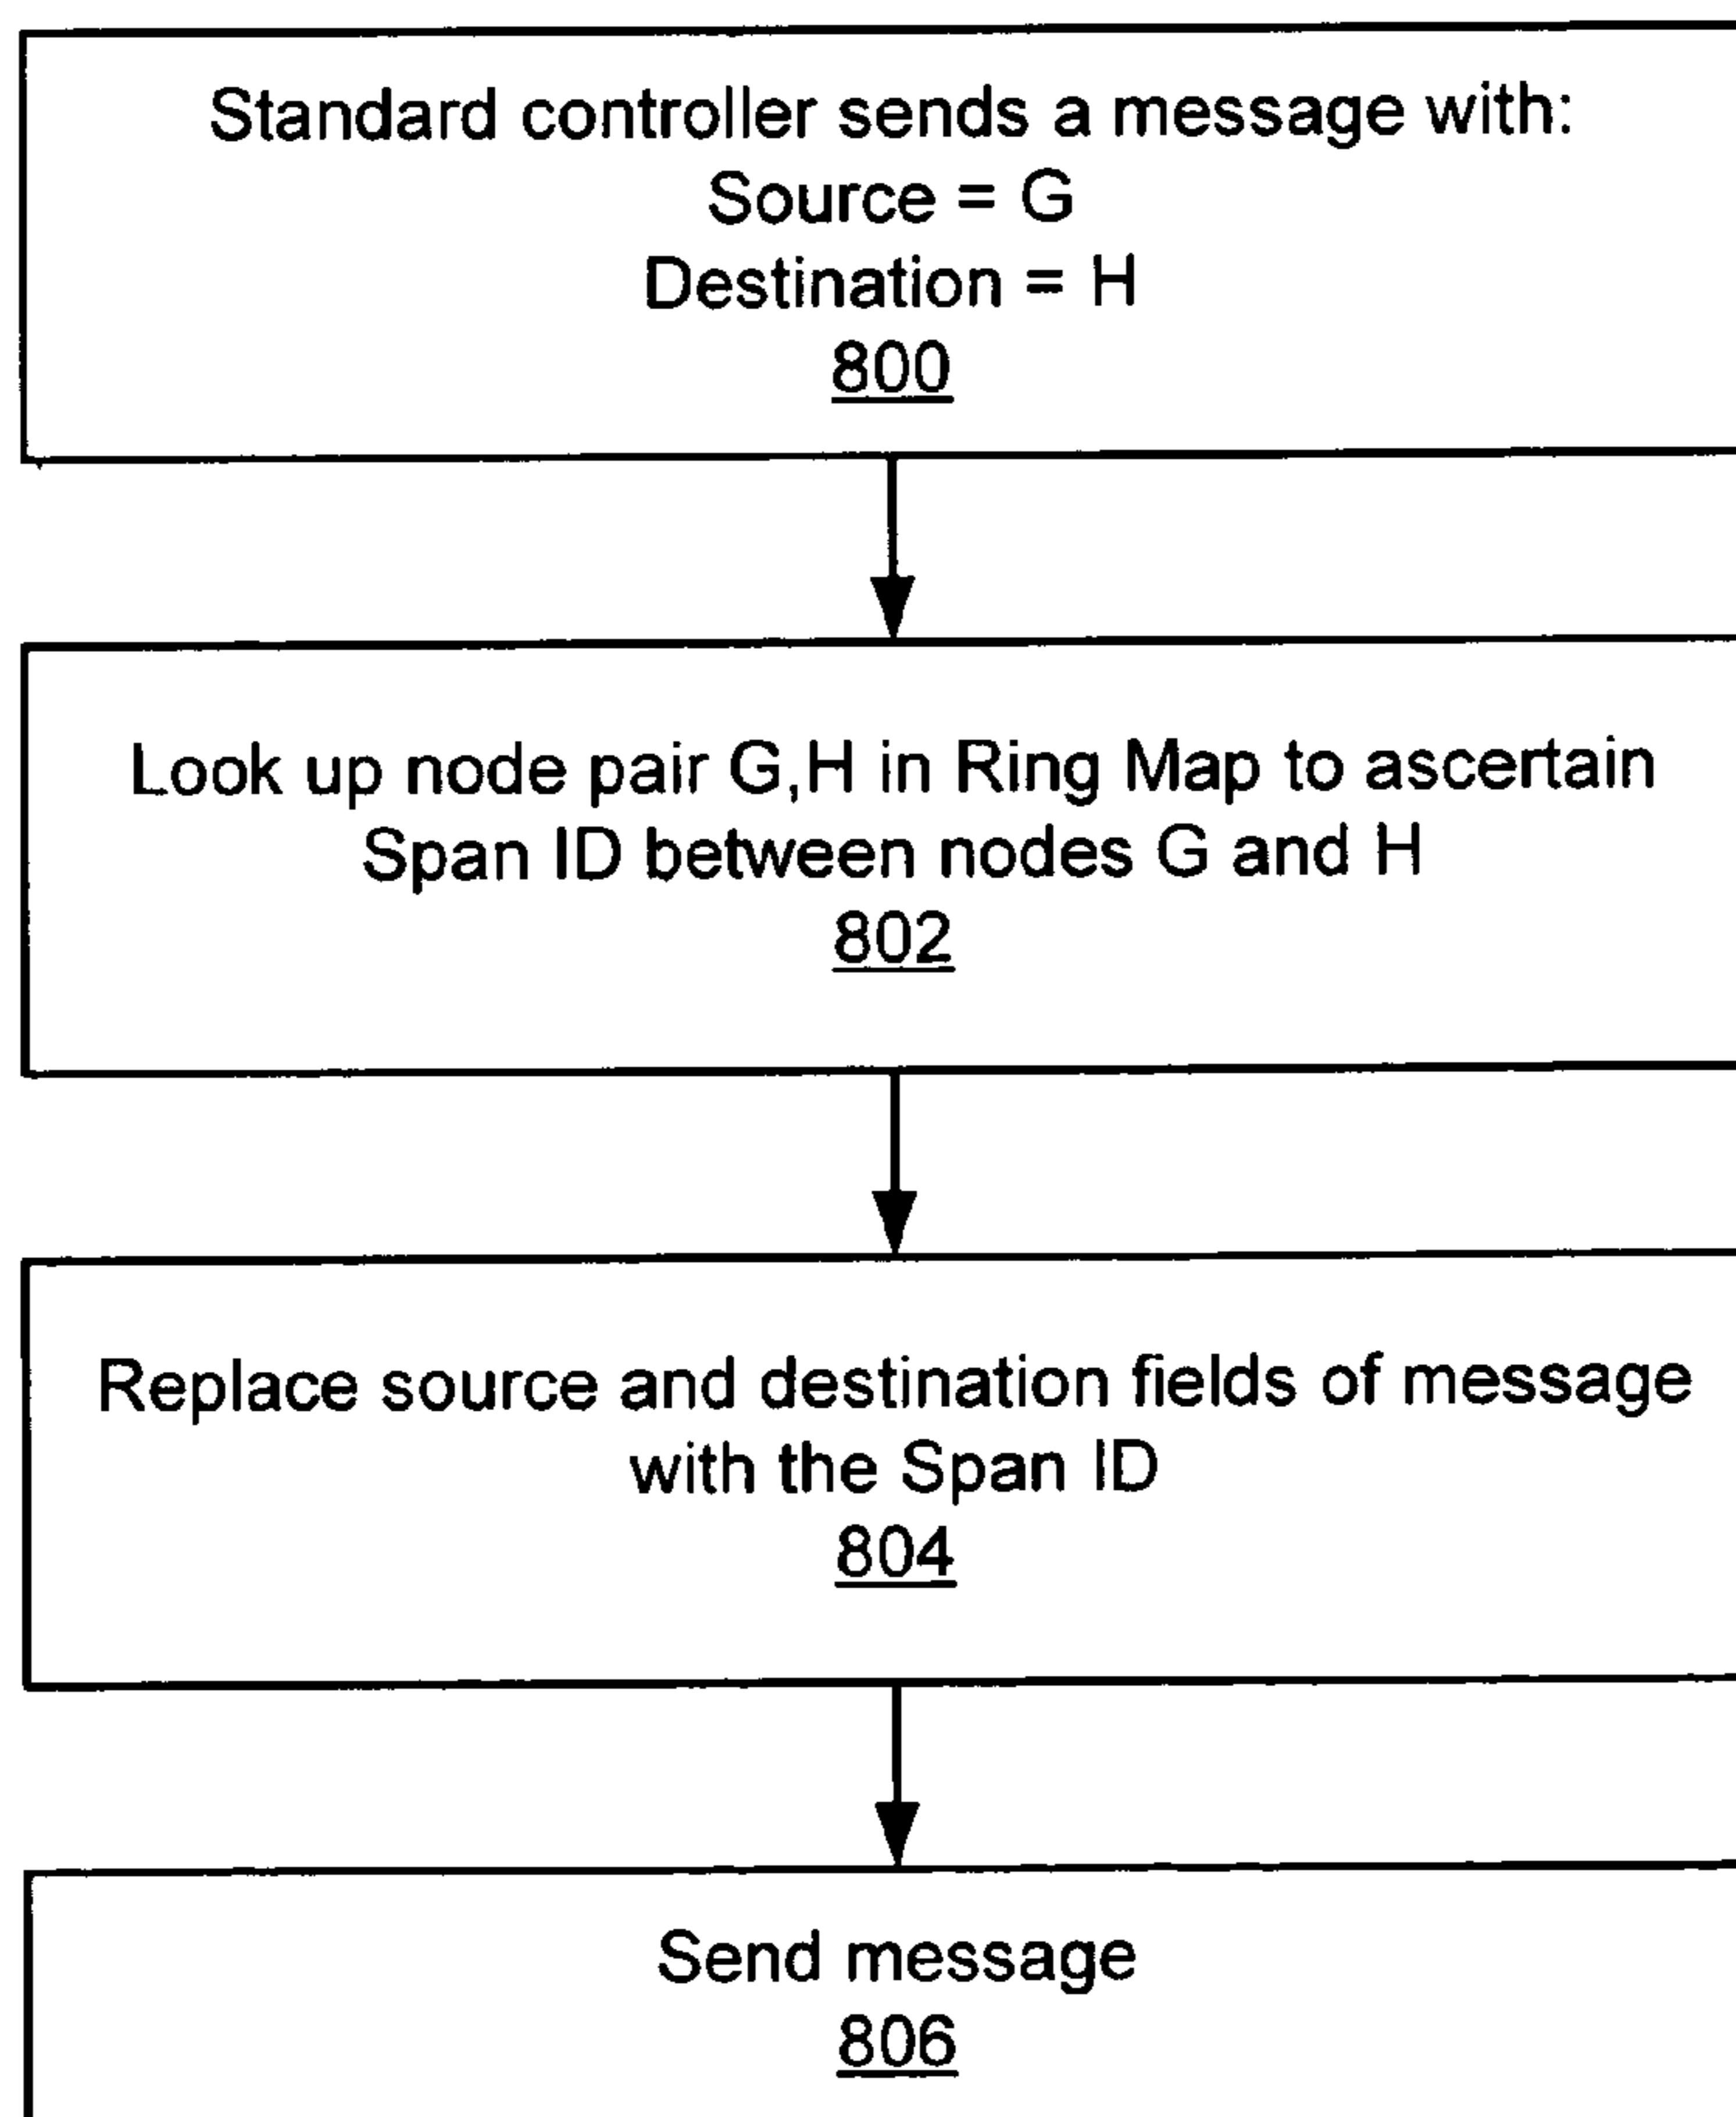 Standard controller sends a message with:
Source = G
Destination = H
800
Look up node pair G,H in Ring Map to ascertain
Span ID between nodes G and H
802
Replace source and destination fields of message
with the Span ID
804
Send message
806